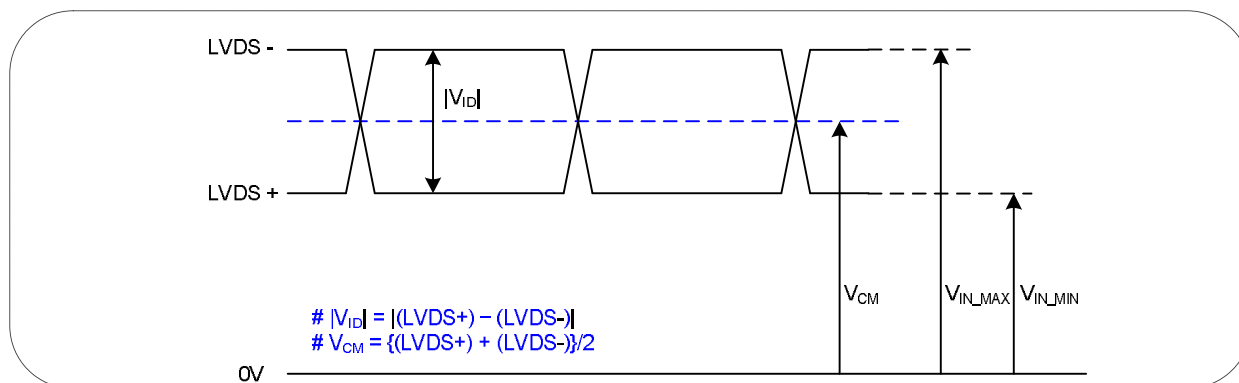 LVDS -
|VID|
LVDS +
VCM
VIN_MAX
VIN_MIN
# |VID| = |(LVDS+) – (LVDS-)|
# VCM = {(LVDS+) + (LVDS-)}/2
0V